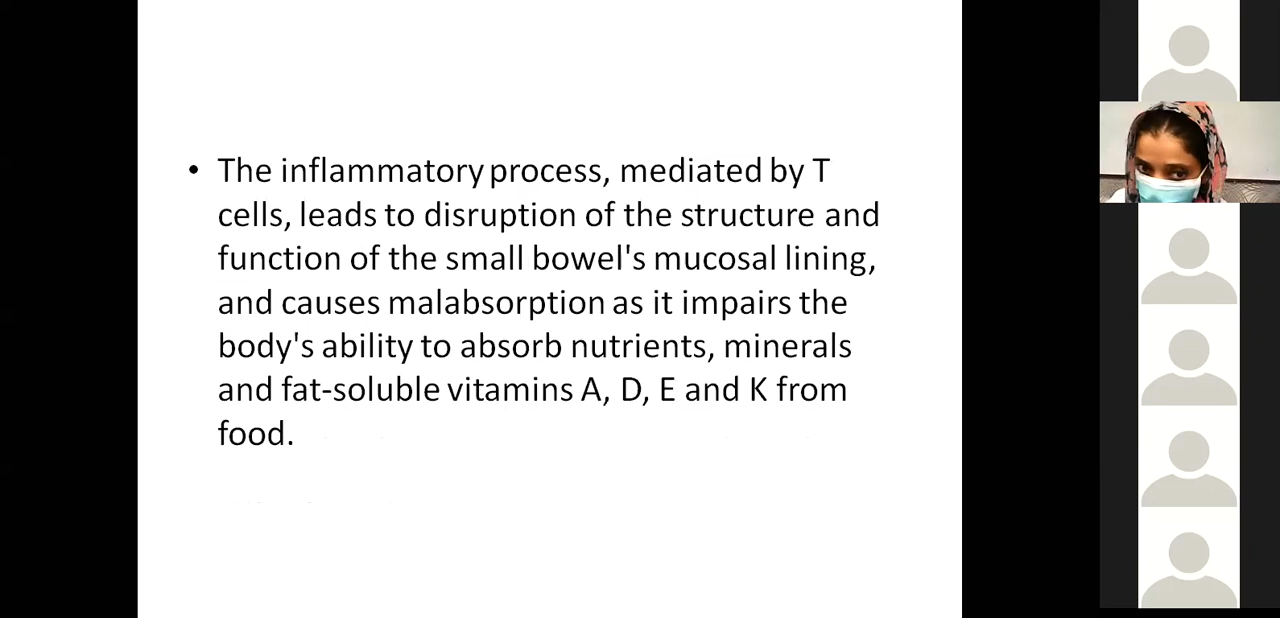 • The inflammatory process, mediated by T
cells, leads to disruption of the structure and
function of the small bowel's mucosal lining,
and causes malabsorption as it impairs the
body's ability to absorb nutrients, minerals
and fat-soluble vitamins A, D, E and K from
food.